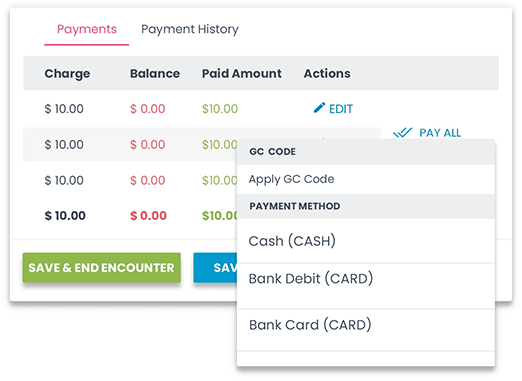 Payments Payment History
Charge Balance Paid Amount Actions
$ 10.00 $ 0.00 $10.00 EDIT
$ 10.00 $ 0.00 $10.00 PAY ALL
GC CODE
$ 10.00 $ 0.00 $10.00 Apply GC Code
PAYMENT METHOD
$ 10.00 $ 0.00 $10.00
Cash (CASH)
SAVE & END ENCOUNTER SAV
Bank Debit (CARD)
Bank Card (CARD)